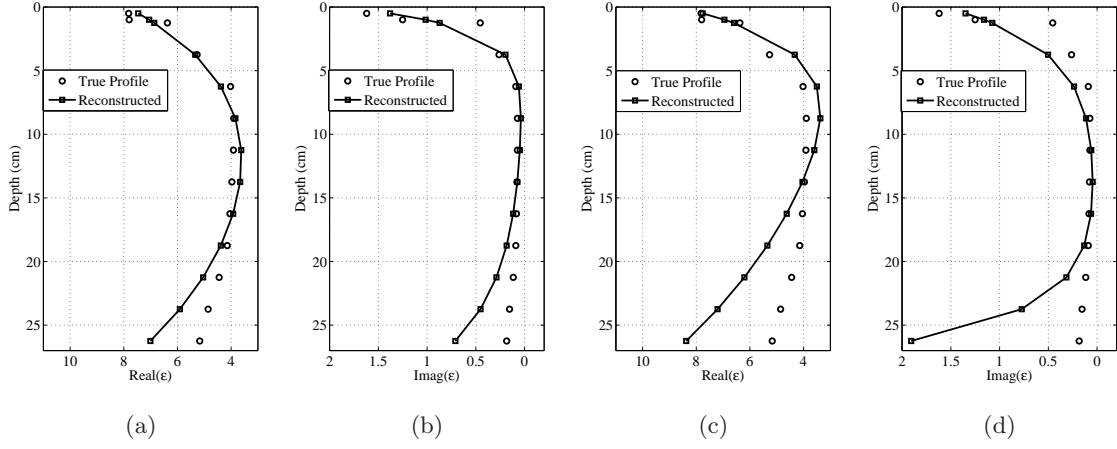 0
5
10
15
20
25
Depth (cm)
10
8
6
4
Real(ε)
True Profile
Reconstructed
(a)
0
5
10
15
20
25
Depth (cm)
2
1.5
1
0.5
0
Imag(ε)
True Profile
Reconstructed
(b)
0
5
10
15
20
25
Depth (cm)
10
8
6
4
Real(ε)
True Profile
Reconstructed
(c)
0
5
10
15
20
25
Depth (cm)
2
1.5
1
0.5
0
Imag(ε)
True Profile
Reconstructed
(d)